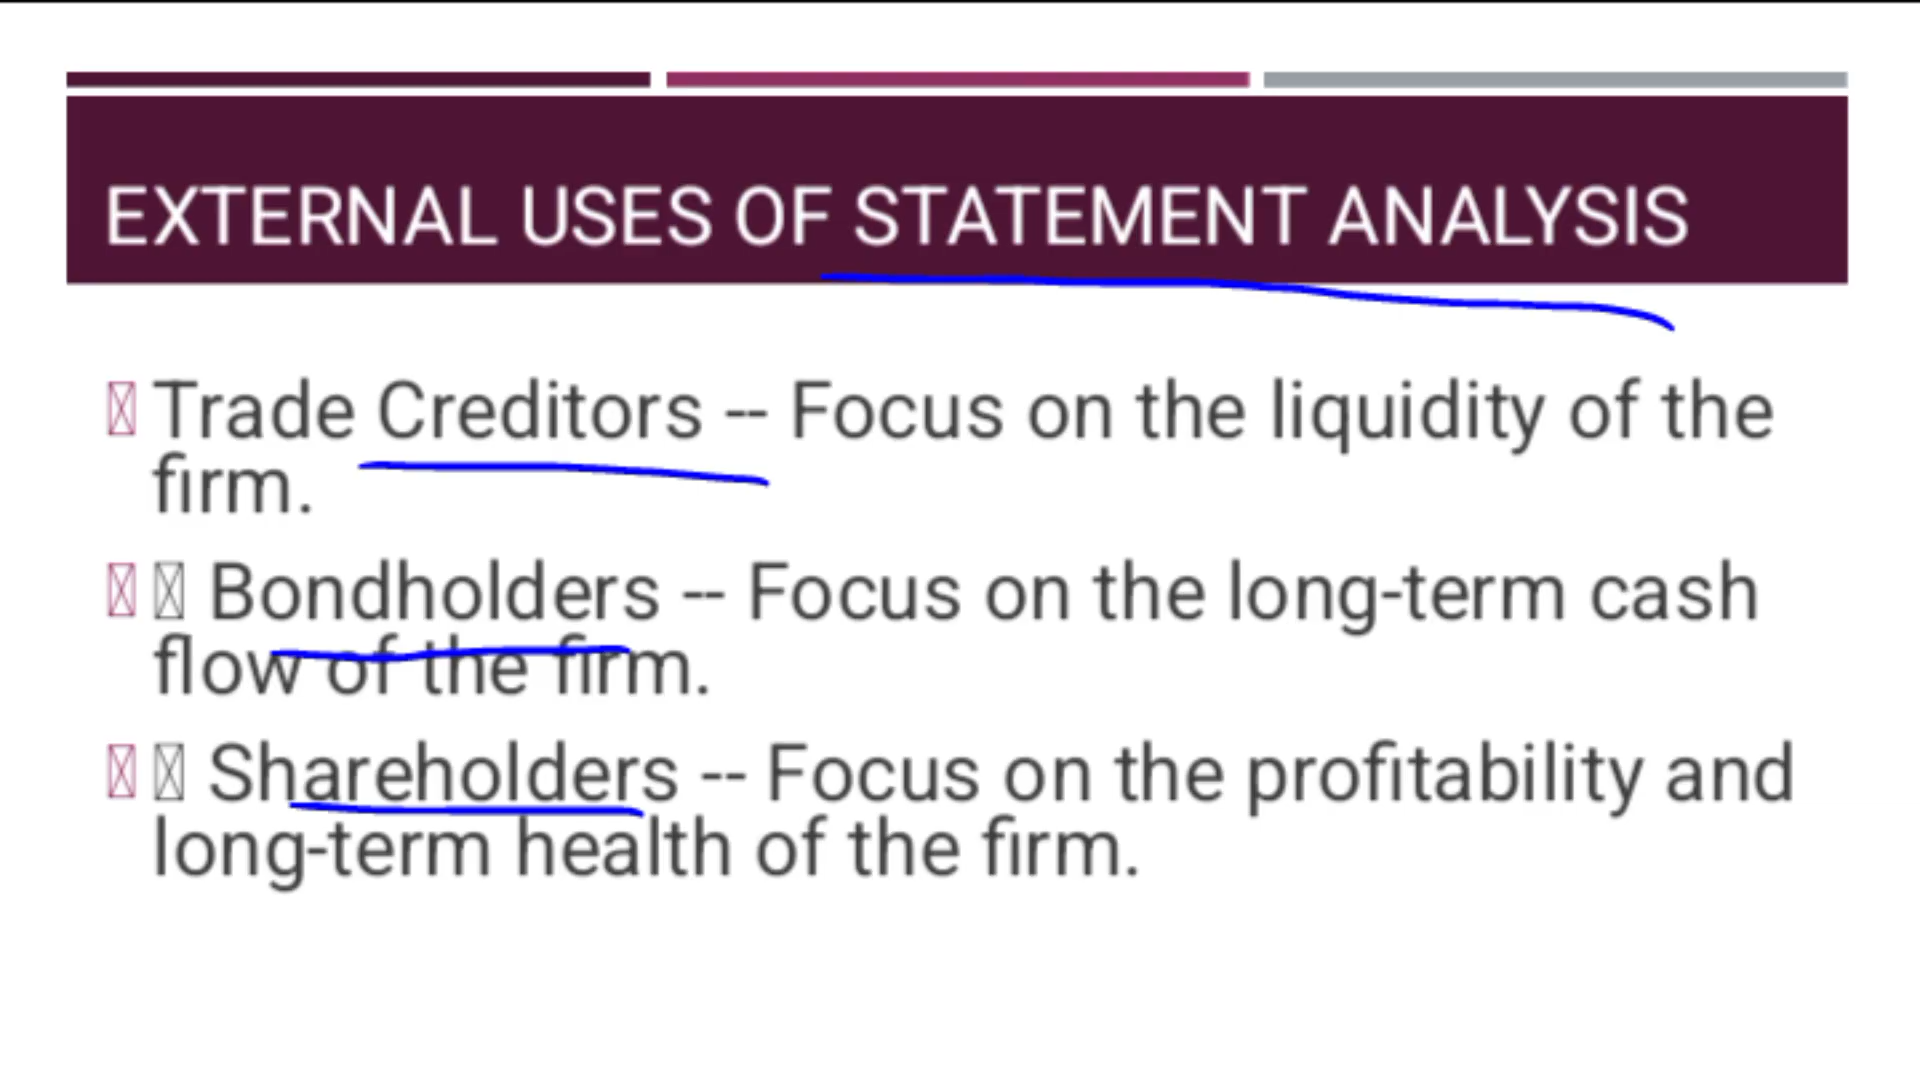 EXTERNAL USES OF STATEMENT ANALYSIS
Trade Creditors -- Focus on the liquidity of the
firm.
Bondholders -- Focus on the long-term cash
flow of the firm.
Shareholders -- Focus on the profitability and
long-term health of the firm.